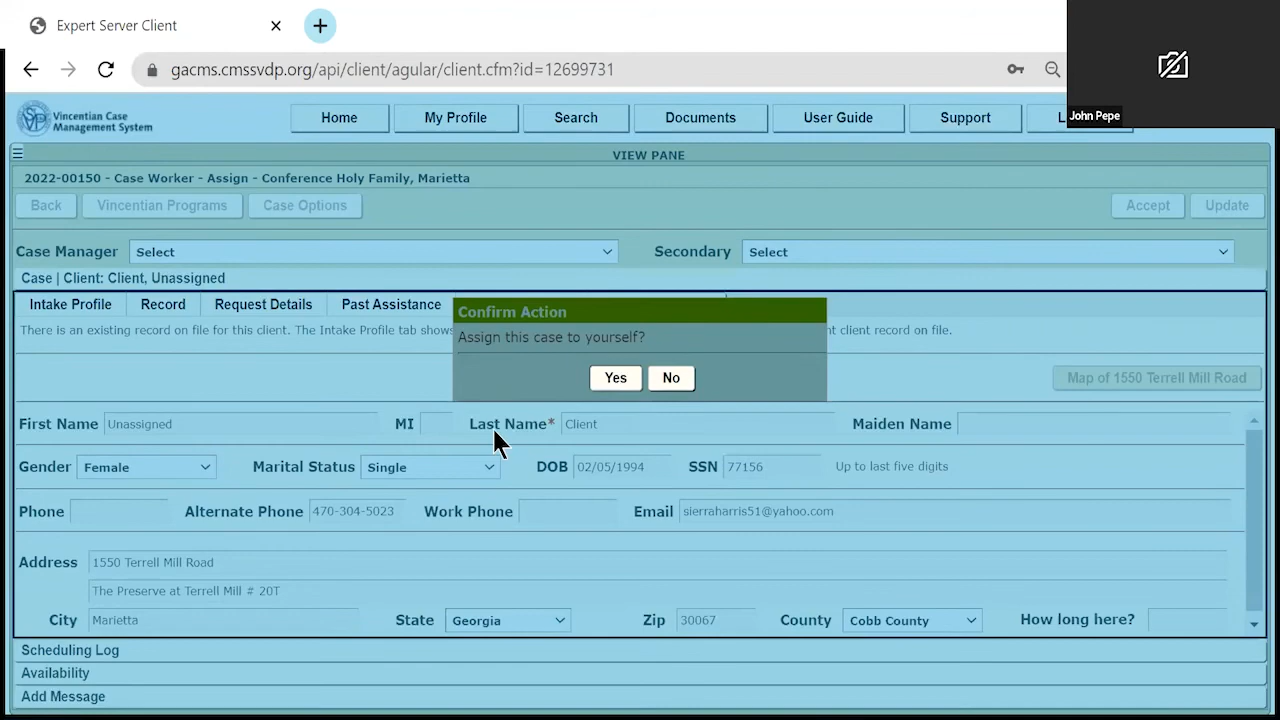 Expert Server Client
gacms.cmssvdp.org/api/client/agular/client.cfm?id=12699731
John Pepe
Vincentian Case
Management System
Home My Profile Search Documents User Guide Support
VIEW PANE
2022-00150 - Case Worker - Assign - Conference Holy Family, Marietta
Back Vincentian Programs Case Options Accept Update
Case Manager Select Secondary Select
Case | Client: Client, Unassigned
Intake Profile Record Request Details Past Assistance
There is an existing record on file for this client. The Intake Profile tab shows
client record on file.
Confirm Action
Assign this case to yourself?
Yes No
Map of 1550 Terrell Mill Road
First Name Unassigned MI Last Name* Client Maiden Name
Gender Female Marital Status Single DOB 02/05/1994 SSN 77156 Up to last five digits
Phone Alternate Phone 470-304-5023 Work Phone Email sierraharris51@yahoo.com
Address 1550 Terrell Mill Road
The Preserve at Terrell Mill # 20T
City Marietta State Georgia Zip 30067 County Cobb County How long here?
Scheduling Log
Availability
Add Message